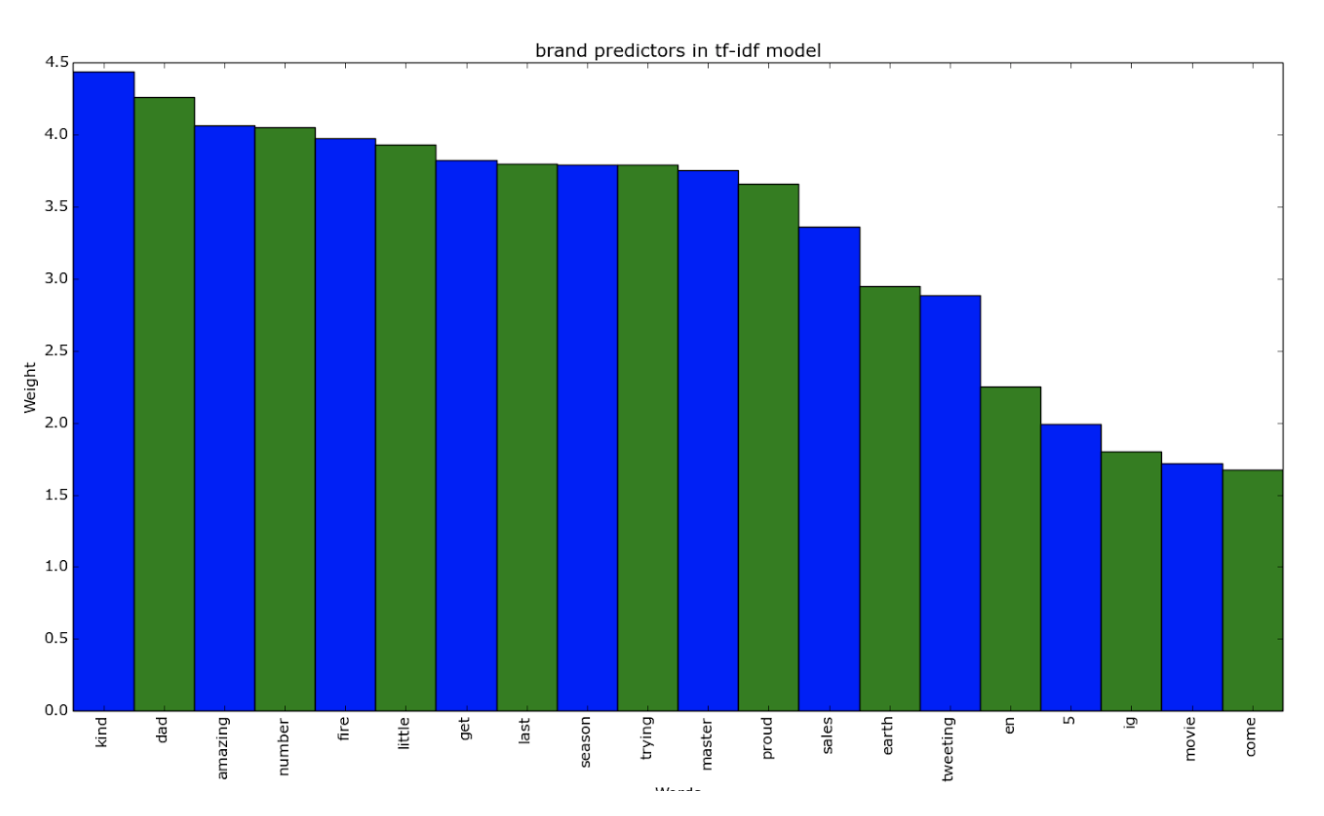 brand predictors in tf-idf model
4.5
4.0
3.5
3.0
2.5
2.0
1.5
1.0
0.5
0.0
Weight
kind
dad
amazing
number
fire
little
get
last
season
trying
master
proud
sales
earth
tweeting
en
5
ig
movie
come
Words